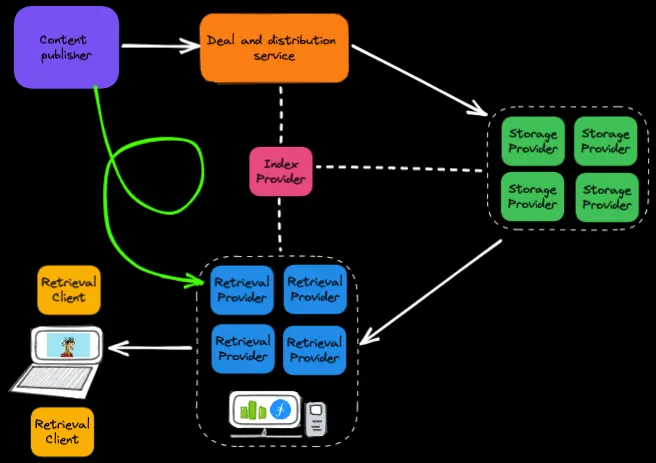 Content
publisher
Deal and distribution
service
Storage
Provider
Storage
Provider
Storage
Provider
Storage
Provider
Index
Provider
Retrieval
Provider
Retrieval
Provider
Retrieval
Provider
Retrieval
Provider
Retrieval
Client
Retrieval
Client